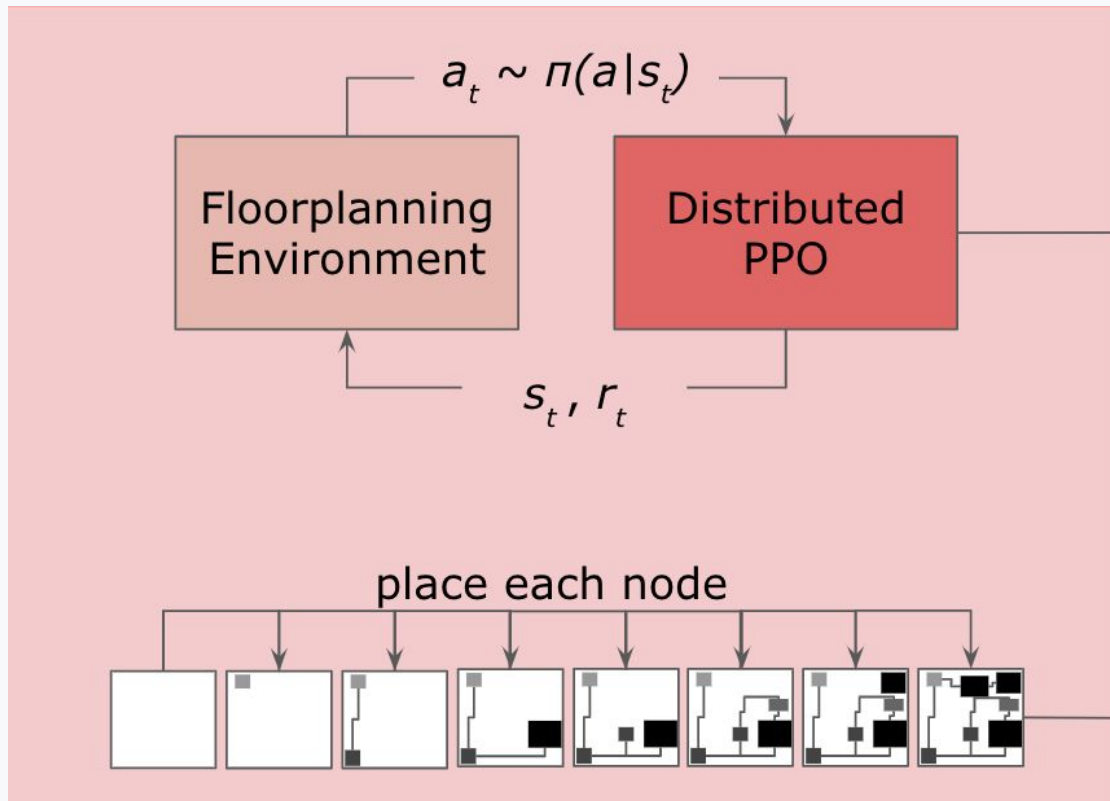 a_t ~ π(a|s_t)
Floorplanning
Environment
Distributed
PPO
s_t , r_t
place each node